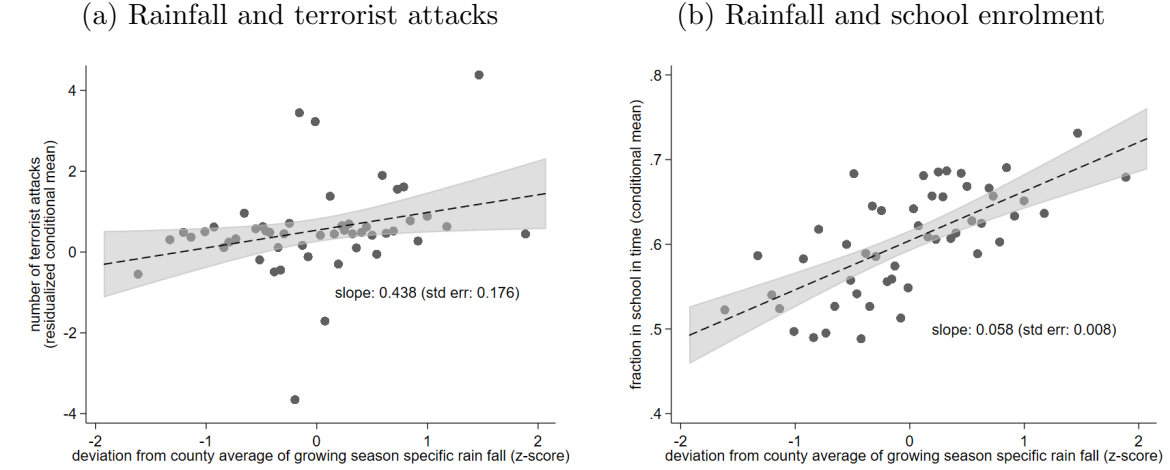 (a) Rainfall and terrorist attacks
number of terrorist attacks
(residualized conditional mean)
4
2
0
-2
-4
slope: 0.438 (std err: 0.176)
-2 -1 0 1 2
deviation from county average of growing season specific rain fall (z-score)
(b) Rainfall and school enrolment
fraction in school in time (conditional mean)
.8
.7
.6
.5
.4
slope: 0.058 (std err: 0.008)
-2 -1 0 1 2
deviation from county average of growing season specific rain fall (z-score)